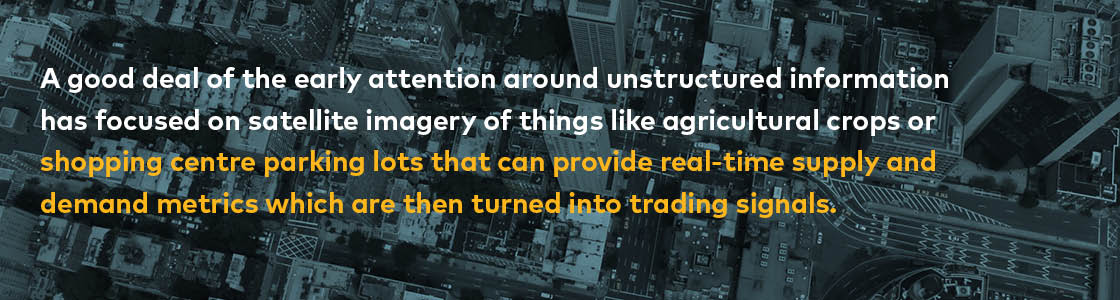 A good deal of the early attention around unstructured information
has focused on satellite imagery of things like agricultural crops or
shopping centre parking lots that can provide real-time supply and
demand metrics which are then turned into trading signals.